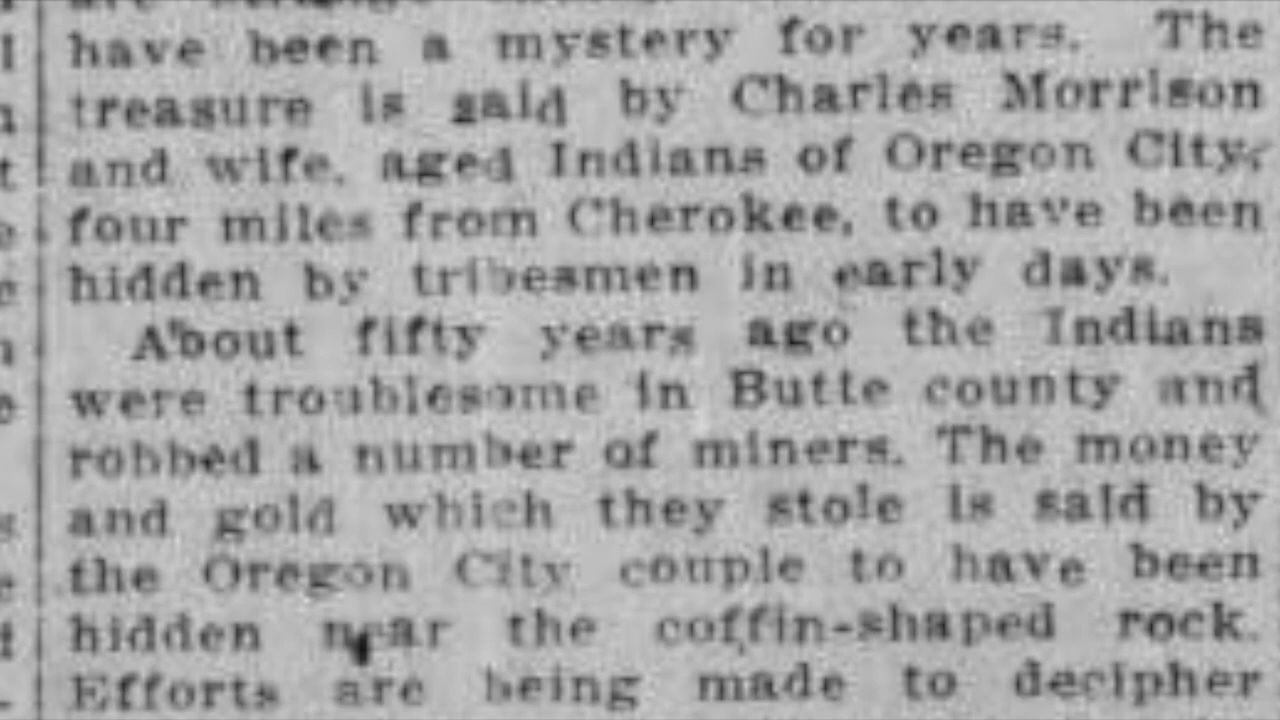 have been a mystery for years. The
treasure is said by Charles Morrison
and wife, aged Indians of Oregon City,
four miles from Cherokee, to have been
hidden by tribesmen in early days.
About fifty years ago the Indians
were troublesome in Butte county and
robbed a number of miners. The money
and gold which they stole is said by
the Oregon City couple to have been
hidden near the coffin-shaped rock.
Efforts are being made to decipher